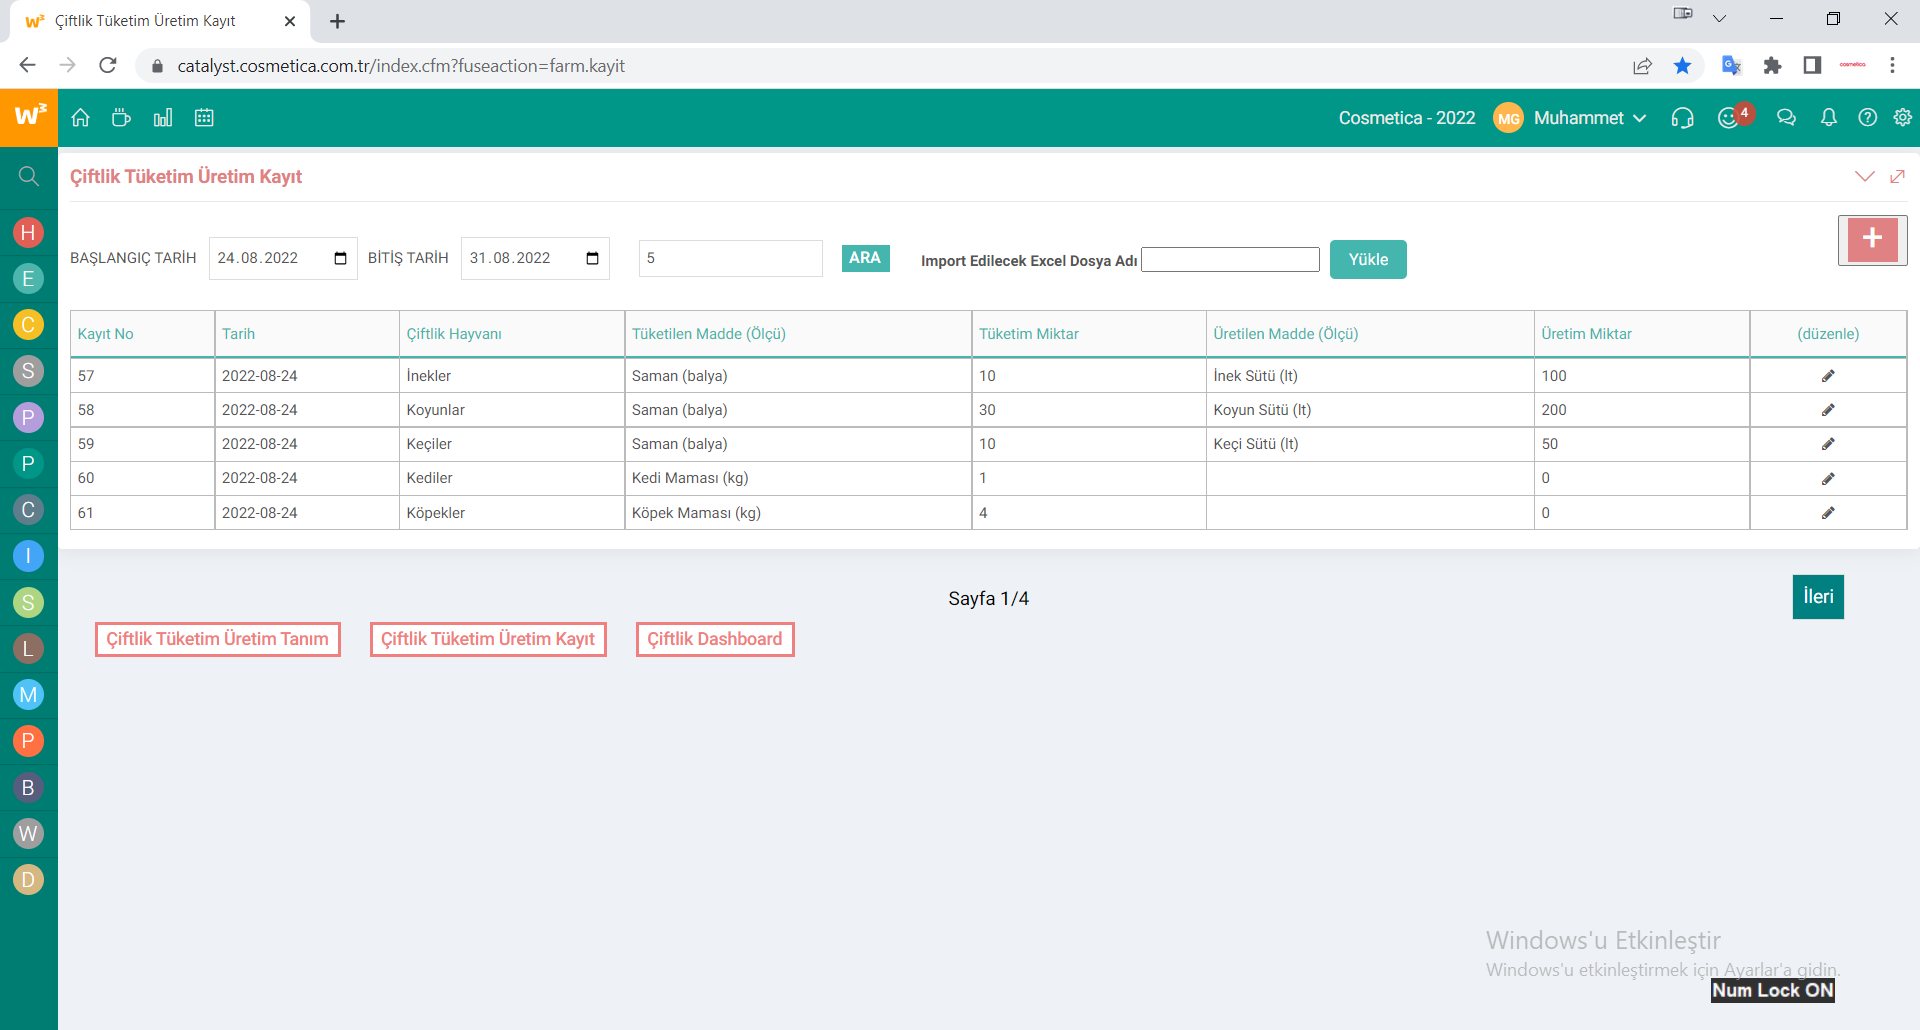 w³ Çiftlik Tüketim Üretim Kayıt
catalyst.cosmetica.com.tr/index.cfm?fuseaction=farm.kayit
cosmetica
w³
Cosmetica - 2022 MG Muhammet 4
Çiftlik Tüketim Üretim Kayıt
BAŞLANGIÇ TARİH 24.08.2022 BİTİŞ TARİH 31.08.2022 5 ARA Import Edilecek Excel Dosya Adı Yükle +
Kayıt No Tarih Çiftlik Hayvanı Tüketilen Madde (Ölçü) Tüketim Miktar Üretilen Madde (Ölçü) Üretim Miktar (düzenle)
57 2022-08-24 İnekler Saman (balya) 10 İnek Sütü (lt) 100
58 2022-08-24 Koyunlar Saman (balya) 30 Koyun Sütü (lt) 200
59 2022-08-24 Keçiler Saman (balya) 10 Keçi Sütü (lt) 50
60 2022-08-24 Kediler Kedi Maması (kg) 1 0
61 2022-08-24 Köpekler Köpek Maması (kg) 4 0
Sayfa 1/4 İleri
Çiftlik Tüketim Üretim Tanım Çiftlik Tüketim Üretim Kayıt Çiftlik Dashboard
H
E
C
S
P
P
C
I
S
L
M
P
B
W
D
Windows'u Etkinleştir
Windows'u etkinleştirmek için Ayarlar'a gidin.
Num Lock ON